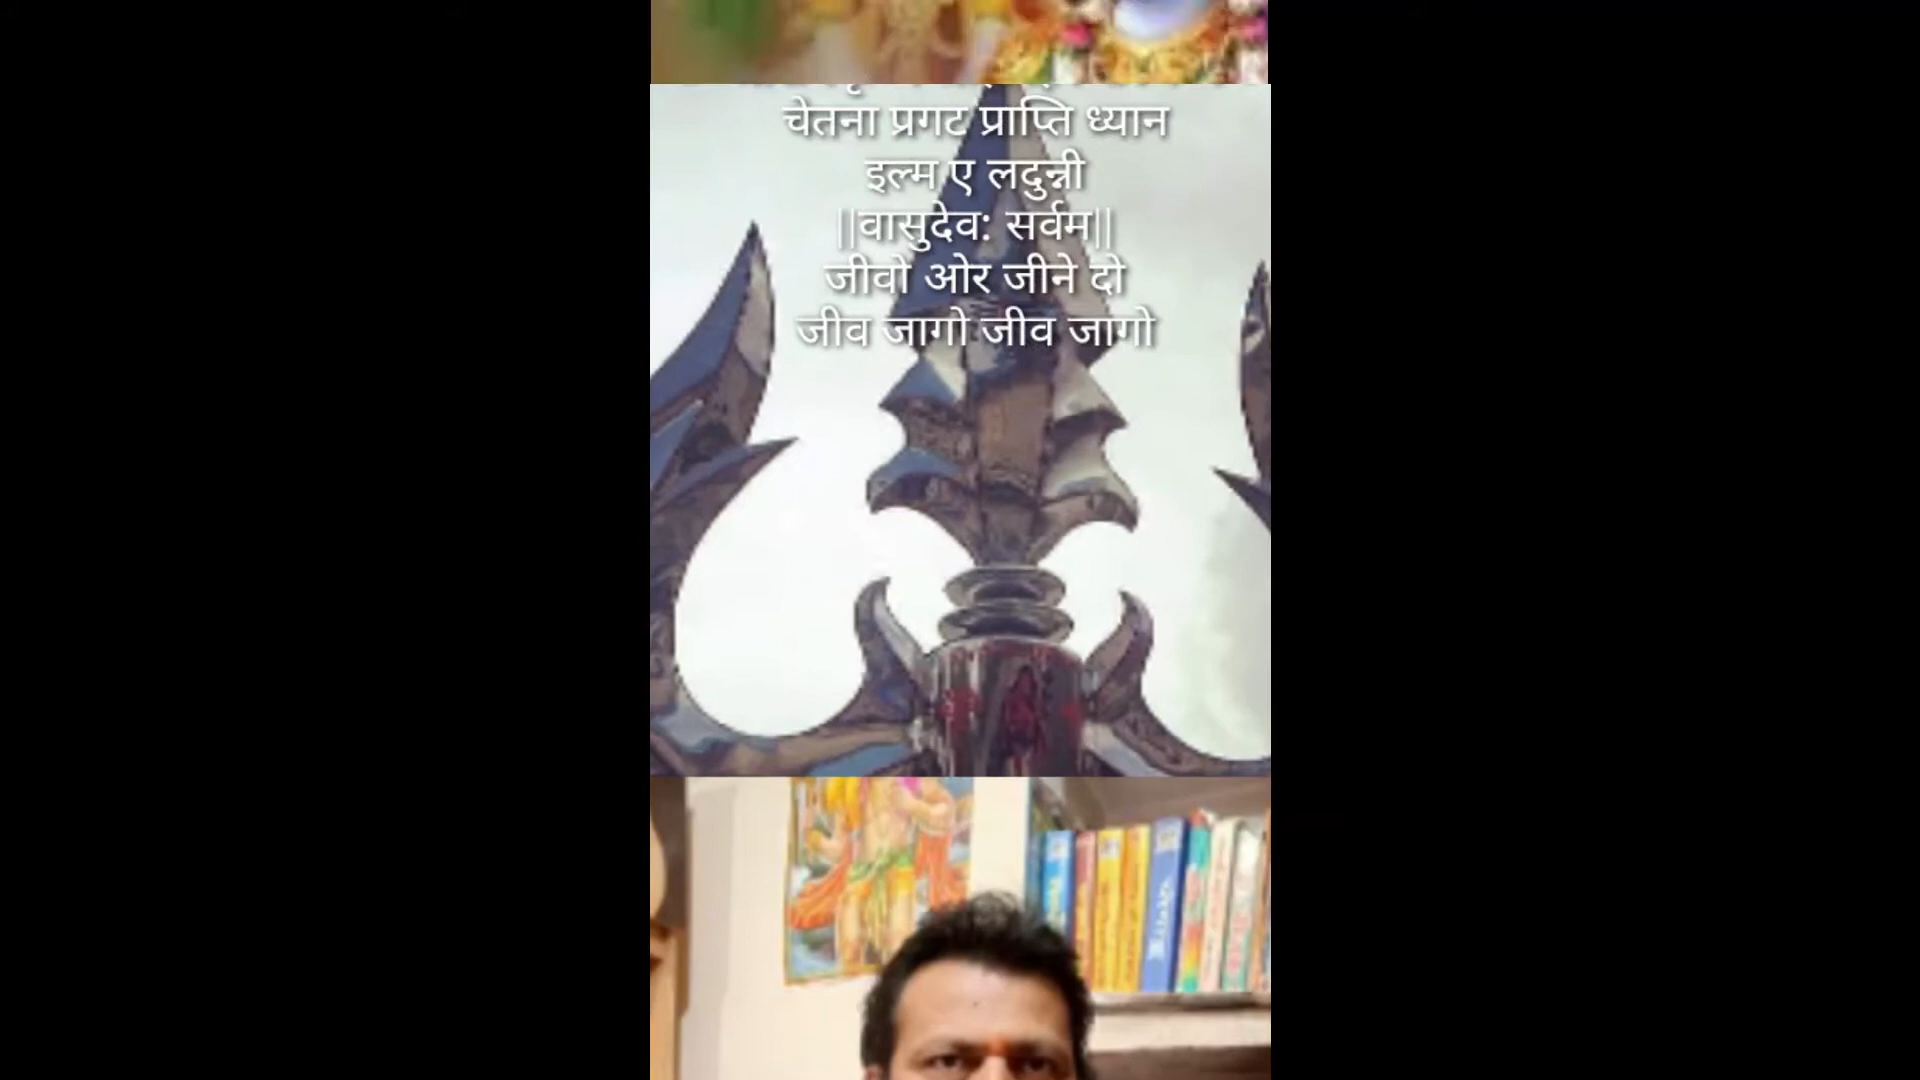 चेतना प्रगट प्राप्ति ध्यान
इल्म ए लदुन्नी
||वासुदेव: सर्वम||
जीवो ओर जीने दो
जीव जागो जीव जागो